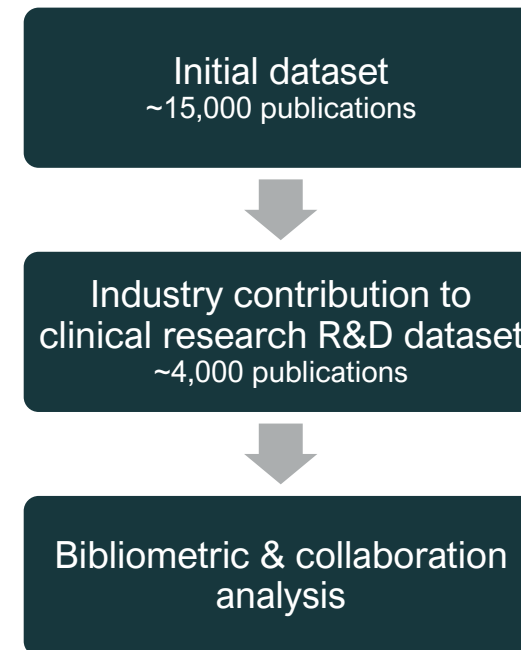 Initial dataset
~15,000 publications
Industry contribution to
clinical research R&D dataset
~4,000 publications
Bibliometric & collaboration
analysis